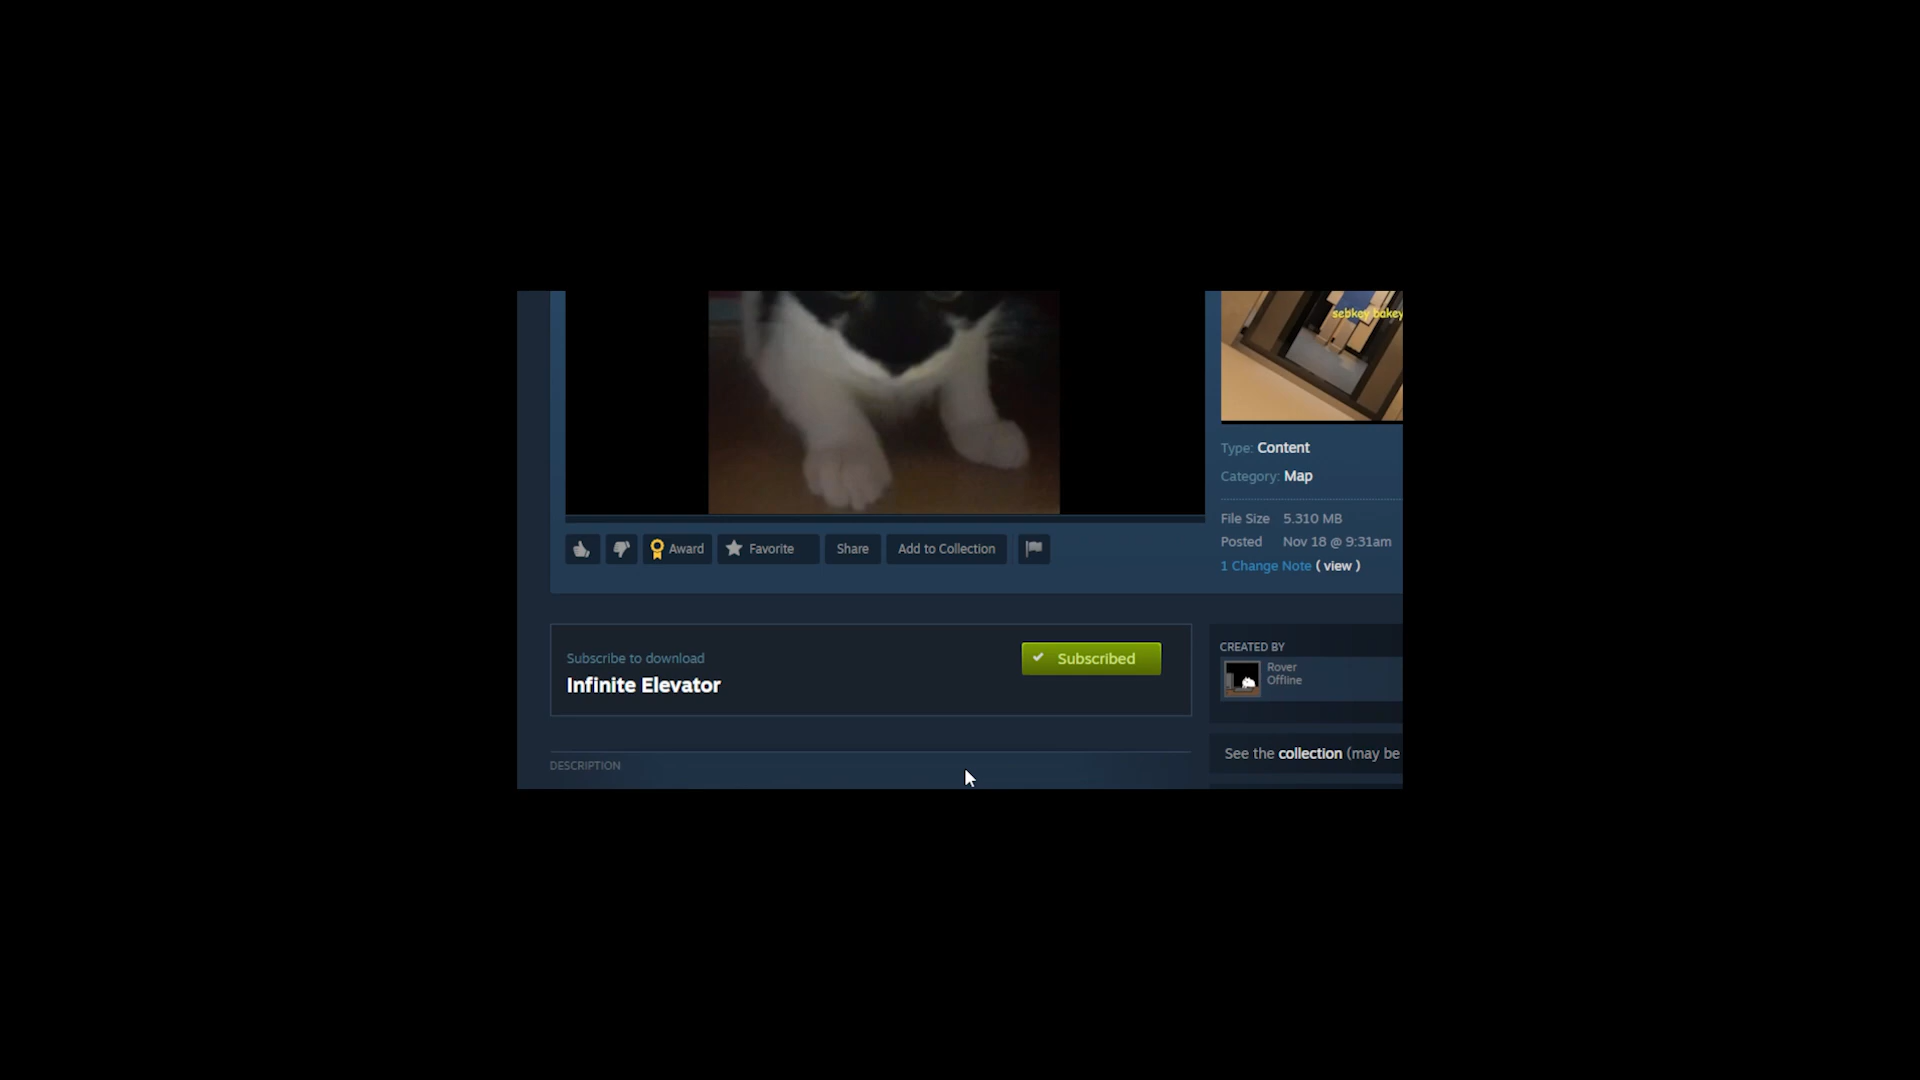 sebkey bakey
Type: Content
Category: Map
File Size 5.310 MB
Posted Nov 18 @ 9:31am
1 Change Note ( view )
Award
Favorite
Share
Add to Collection
Subscribe to download
Infinite Elevator
Subscribed
CREATED BY
Rover
Offline
See the collection (may be
DESCRIPTION